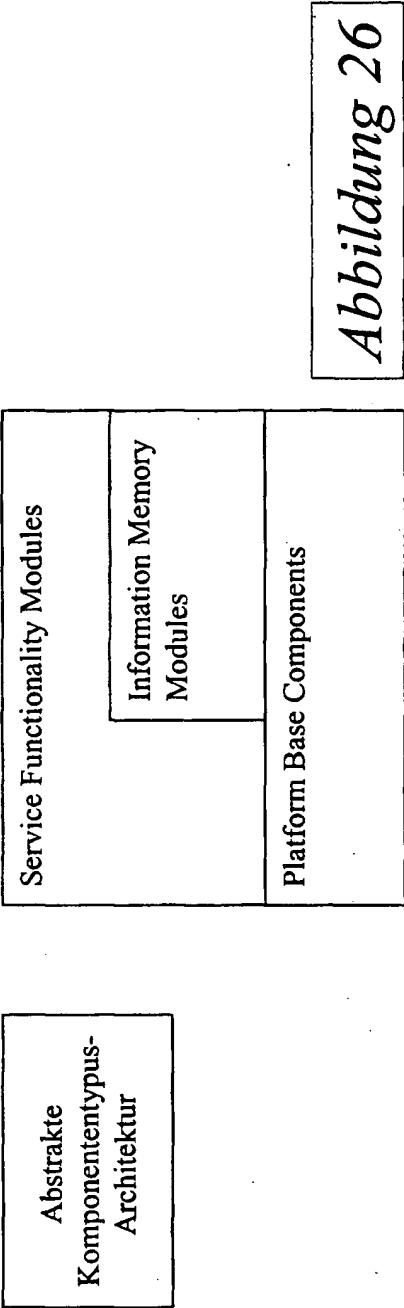 Abstrakte
Komponententypus-
Architektur
Service Functionality Modules
Information Memory
Modules
Platform Base Components
Abbildung 26